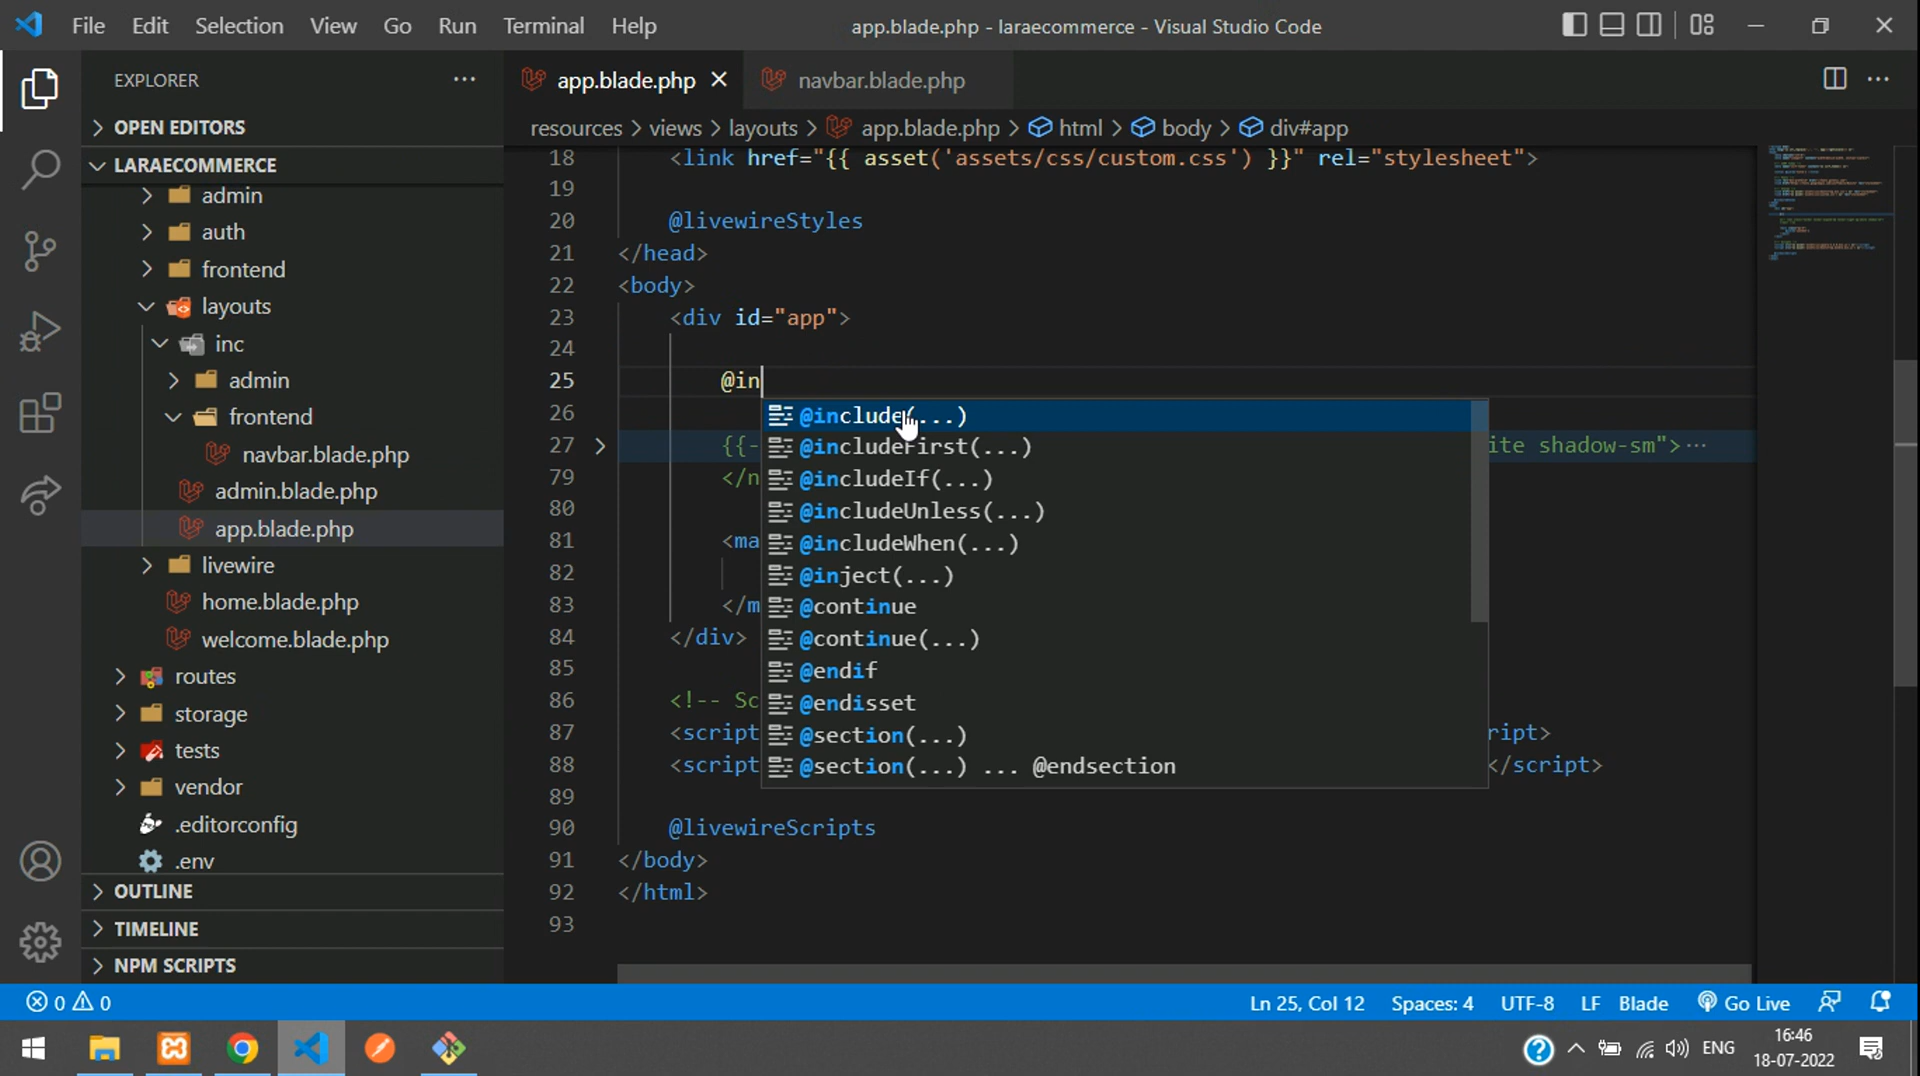 File Edit Selection View Go Run Terminal Help app.blade.php - laraecommerce - Visual Studio Code
EXPLORER
OPEN EDITORS
LARAECOMMERCE
admin
auth
frontend
layouts
inc
admin
frontend
navbar.blade.php
admin.blade.php
app.blade.php
livewire
home.blade.php
welcome.blade.php
routes
storage
tests
vendor
.editorconfig
.env
OUTLINE
TIMELINE
NPM SCRIPTS
app.blade.php navbar.blade.php
resources > views > layouts > app.blade.php > html > body > div#app
18 <link href="{{ asset('assets/css/custom.css') }}" rel="stylesheet">
19
20 @livewireStyles
21 </head>
22 <body>
23 <div id="app">
24
25 @in
26
27 {{- ite shadow-sm">···
79 </n
80
81 <ma
82
83 </m
84 </div>
85
86 <!-- Sc
87 <script ript>
88 <script </script>
89
90 @livewireScripts
91 </body>
92 </html>
93
@include(...)
@includeFirst(...)
@includeIf(...)
@includeUnless(...)
@includeWhen(...)
@inject(...)
@continue
@continue(...)
@endif
@endisset
@section(...)
@section(...) ... @endsection
0 0 Ln 25, Col 12 Spaces: 4 UTF-8 LF Blade Go Live
ENG 16:46
18-07-2022